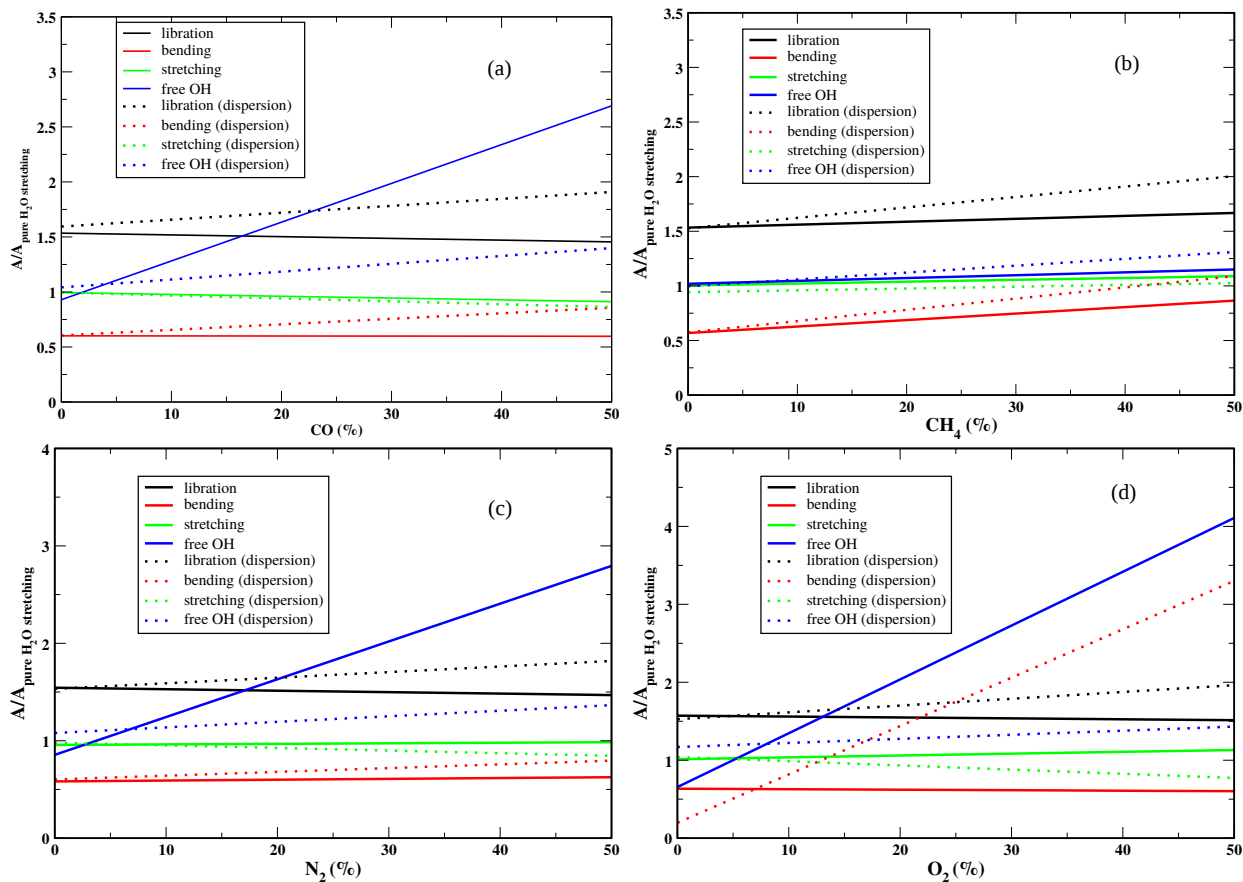 (a)
libration
bending
stretching
free OH
libration (dispersion)
bending (dispersion)
stretching (dispersion)
free OH (dispersion)
3.5
3
2.5
2
1.5
1
0.5
0
A/A pure H2O stretching
0 10 20 30 40 50
CO (%)
(b)
libration
bending
stretching
free OH
libration (dispersion)
bending (dispersion)
stretching (dispersion)
free OH (dispersion)
3.5
3
2.5
2
1.5
1
0.5
0
A/A pure H2O stretching
0 10 20 30 40 50
CH4 (%)
(c)
libration
bending
stretching
free OH
libration (dispersion)
bending (dispersion)
stretching (dispersion)
free OH (dispersion)
4
3
2
1
0
A/A pure H2O stretching
0 10 20 30 40 50
N2 (%)
(d)
libration
bending
stretching
free OH
libration (dispersion)
bending (dispersion)
stretching (dispersion)
free OH (dispersion)
5
4
3
2
1
0
A/A pure H2O stretching
0 10 20 30 40 50
O2 (%)